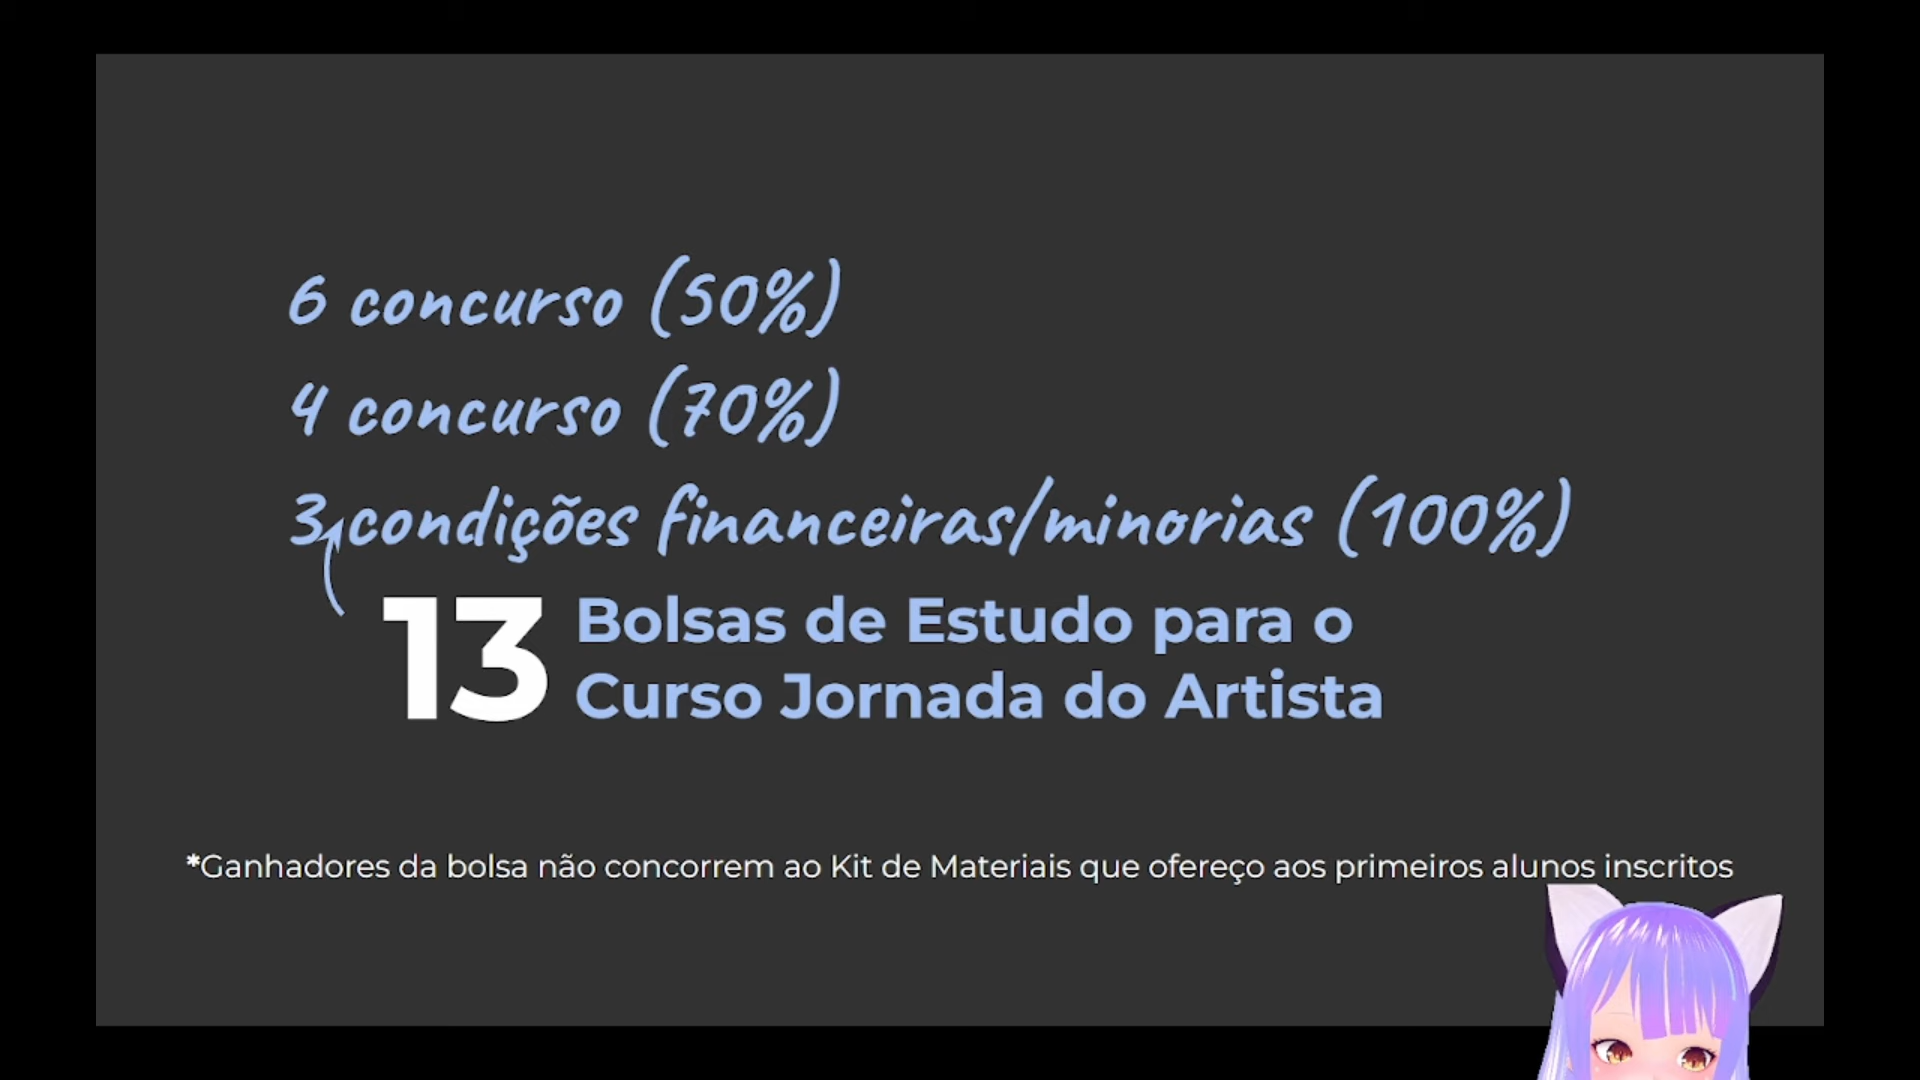 6 concurso (50%)
4 concurso (70%)
3 condições financeiras/minorias (100%)
13 Bolsas de Estudo para o
Curso Jornada do Artista
*Ganhadores da bolsa não concorrem ao Kit de Materiais que ofereço aos primeiros alunos inscritos